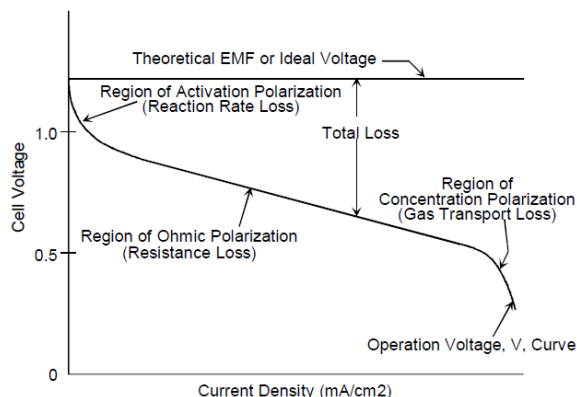 Theoretical EMF or Ideal Voltage
Region of Activation Polarization
(Reaction Rate Loss)
1.0
Total Loss
Cell Voltage
Region of
Concentration Polarization
(Gas Transport Loss)
Region of Ohmic Polarization
(Resistance Loss)
0.5
Operation Voltage, V, Curve
0
Current Density (mA/cm2)